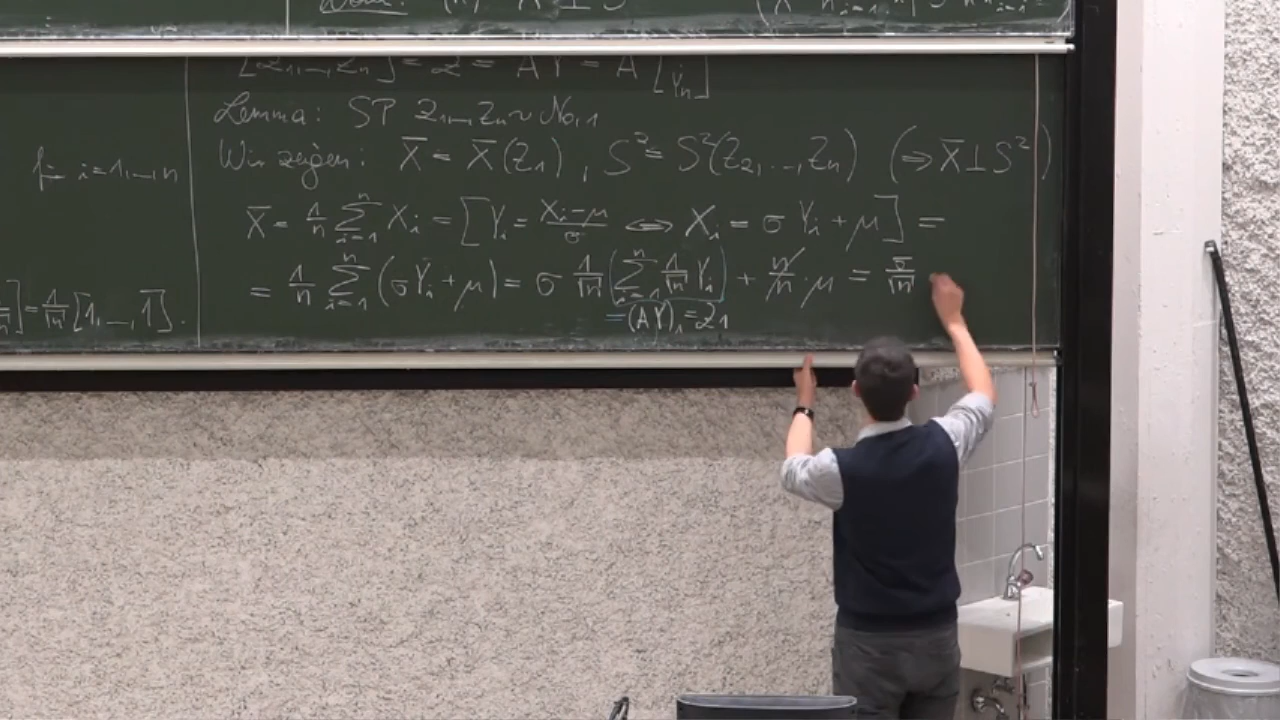 [Z₁,…,Zₙ] = Z = AY = A [⋮ Yₙ]
Lemma: SP Z₁,…,Zₙ ~ N₀,₁
Wir zeigen: X̅ = X̅(Z₁), S² = S²(Z₂,…,Zₙ) (⇒ X̅ ⊥ S²)
für i=1,…,n
X̅ = 1/n ∑ᵢ₌₁ⁿ Xᵢ = [Yᵢ = (Xᵢ-μ)/σ ⇔ Xᵢ = σ Yᵢ + μ] =
= 1/n ∑ᵢ₌₁ⁿ (σYᵢ + μ) = σ 1/√n (∑ᵢ₌₁ⁿ 1/√n Yᵢ) + n/n · μ = σ/√n
= (AY)₁ = Z₁
] = 1/√n [1,…,1].